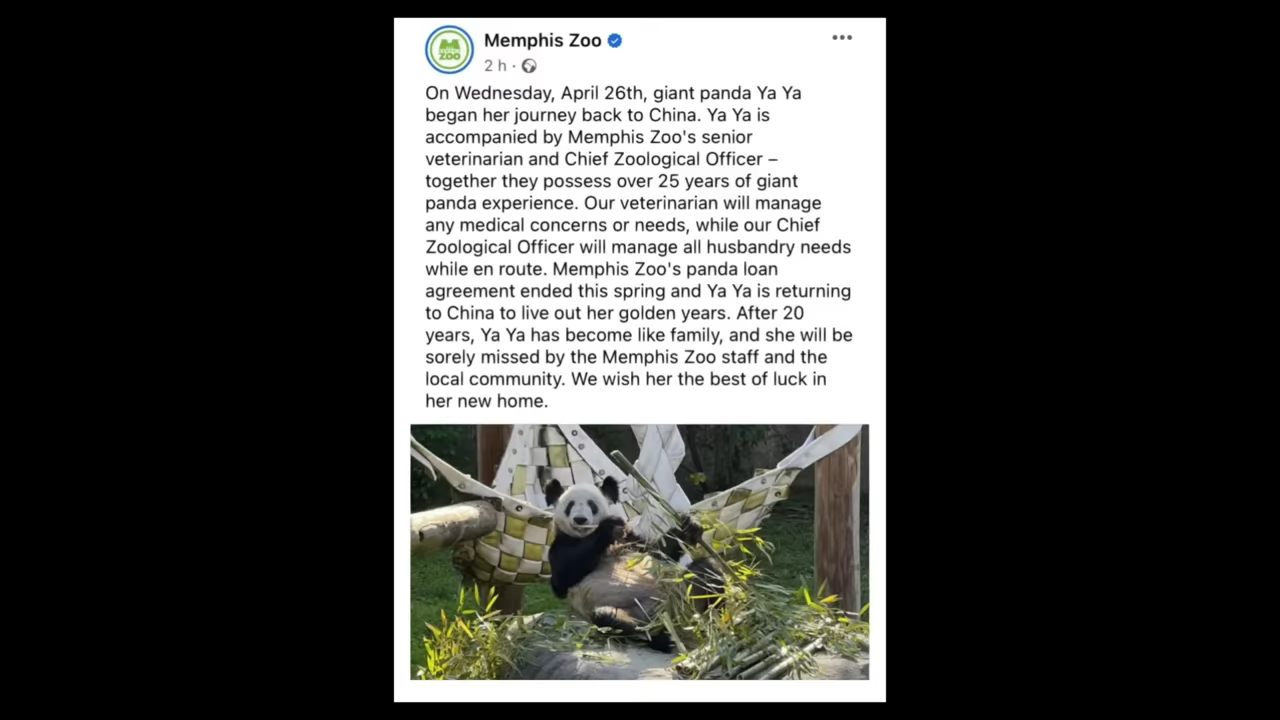 Memphis Zoo
2 h ·
On Wednesday, April 26th, giant panda Ya Ya
began her journey back to China. Ya Ya is
accompanied by Memphis Zoo's senior
veterinarian and Chief Zoological Officer –
together they possess over 25 years of giant
panda experience. Our veterinarian will manage
any medical concerns or needs, while our Chief
Zoological Officer will manage all husbandry needs
while en route. Memphis Zoo's panda loan
agreement ended this spring and Ya Ya is returning
to China to live out her golden years. After 20
years, Ya Ya has become like family, and she will be
sorely missed by the Memphis Zoo staff and the
local community. We wish her the best of luck in
her new home.